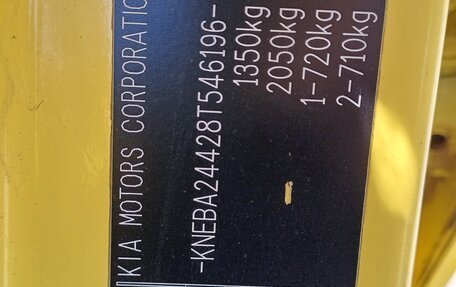 KIA MOTORS CORPORATIO
-KNEBA24428T546196-
1350kg
2050kg
1-720kg
2-710kg